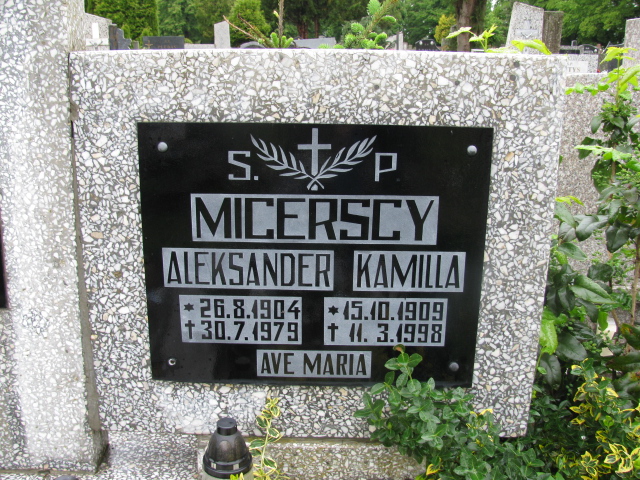 S. P
MICERSCY
ALEKSANDER KAMILLA
* 26.8.1904 * 15.10.1909
† 30.7.1979 † 11.3.1998
AVE MARIA